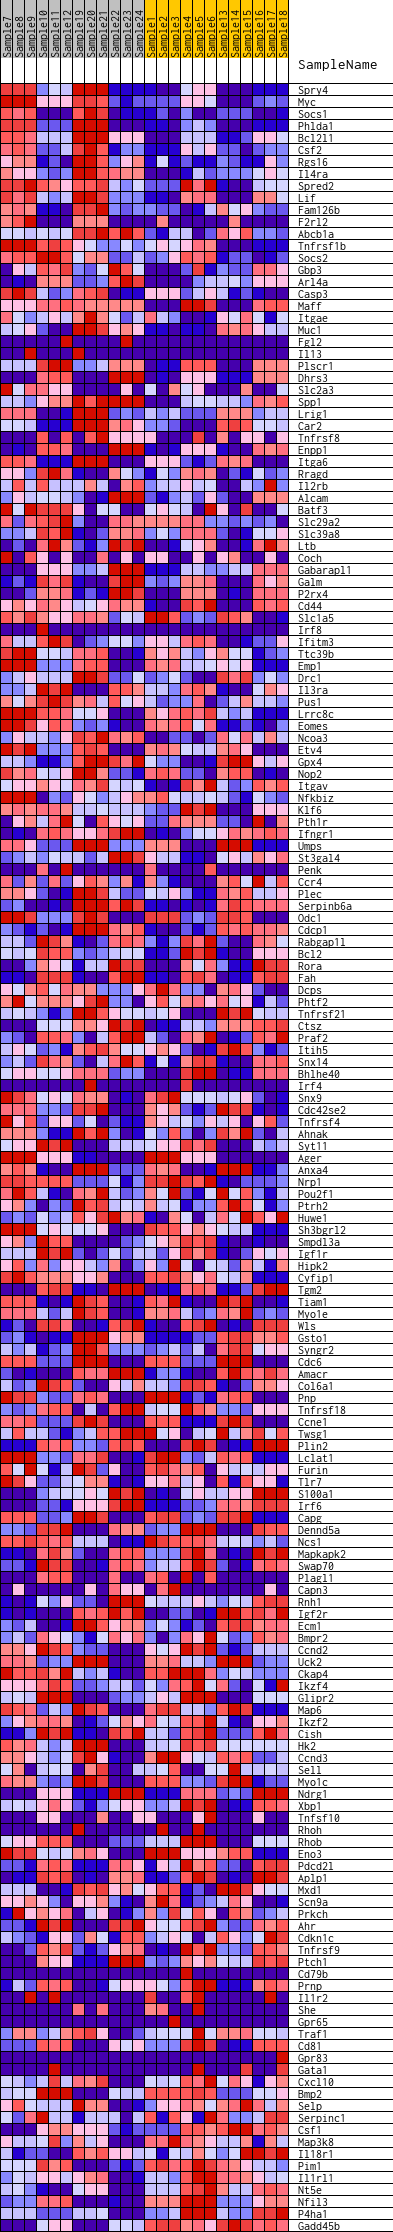 Sample7 Sample8 Sample9 Sample10 Sample11 Sample12 Sample19 Sample20 Sample21 Sample22 Sample23 Sample24 Sample1 Sample2 Sample3 Sample4 Sample5 Sample6 Sample13 Sample14 Sample15 Sample16 Sample17 Sample18
SampleName
Spry4
Myc
Socs1
Phlda1
Bcl2l1
Csf2
Rgs16
Il4ra
Spred2
Lif
Fam126b
F2rl2
Abcb1a
Tnfrsf1b
Socs2
Gbp3
Arl4a
Casp3
Maff
Itgae
Muc1
Fgl2
Il13
Plscr1
Dhrs3
Slc2a3
Spp1
Lrig1
Car2
Tnfrsf8
Enpp1
Itga6
Rragd
Il2rb
Alcam
Batf3
Slc29a2
Slc39a8
Ltb
Coch
Gabarapl1
Galm
P2rx4
Cd44
Slc1a5
Irf8
Ifitm3
Ttc39b
Emp1
Drc1
Il3ra
Pus1
Lrrc8c
Eomes
Ncoa3
Etv4
Gpx4
Nop2
Itgav
Nfkbiz
Klf6
Pth1r
Ifngr1
Umps
St3gal4
Penk
Ccr4
Plec
Serpinb6a
Odc1
Cdcp1
Rabgap1l
Bcl2
Rora
Fah
Dcps
Phtf2
Tnfrsf21
Ctsz
Praf2
Itih5
Snx14
Bhlhe40
Irf4
Snx9
Cdc42se2
Tnfrsf4
Ahnak
Syt11
Ager
Anxa4
Nrp1
Pou2f1
Ptrh2
Huwe1
Sh3bgrl2
Smpdl3a
Igf1r
Hipk2
Cyfip1
Tgm2
Tiam1
Myo1e
Wls
Gsto1
Syngr2
Cdc6
Amacr
Col6a1
Pnp
Tnfrsf18
Ccne1
Twsg1
Plin2
Lclat1
Furin
Tlr7
S100a1
Irf6
Capg
Dennd5a
Ncs1
Mapkapk2
Swap70
Plagl1
Capn3
Rnh1
Igf2r
Ecm1
Bmpr2
Ccnd2
Uck2
Ckap4
Ikzf4
Glipr2
Map6
Ikzf2
Cish
Hk2
Ccnd3
Sell
Myo1c
Ndrg1
Xbp1
Tnfsf10
Rhoh
Rhob
Eno3
Pdcd2l
Aplp1
Mxd1
Scn9a
Prkch
Ahr
Cdkn1c
Tnfrsf9
Ptch1
Cd79b
Prnp
Il1r2
She
Gpr65
Traf1
Cd81
Gpr83
Gata1
Cxcl10
Bmp2
Selp
Serpinc1
Csf1
Map3k8
Il18r1
Pim1
Il1rl1
Nt5e
Nfil3
P4ha1
Gadd45b